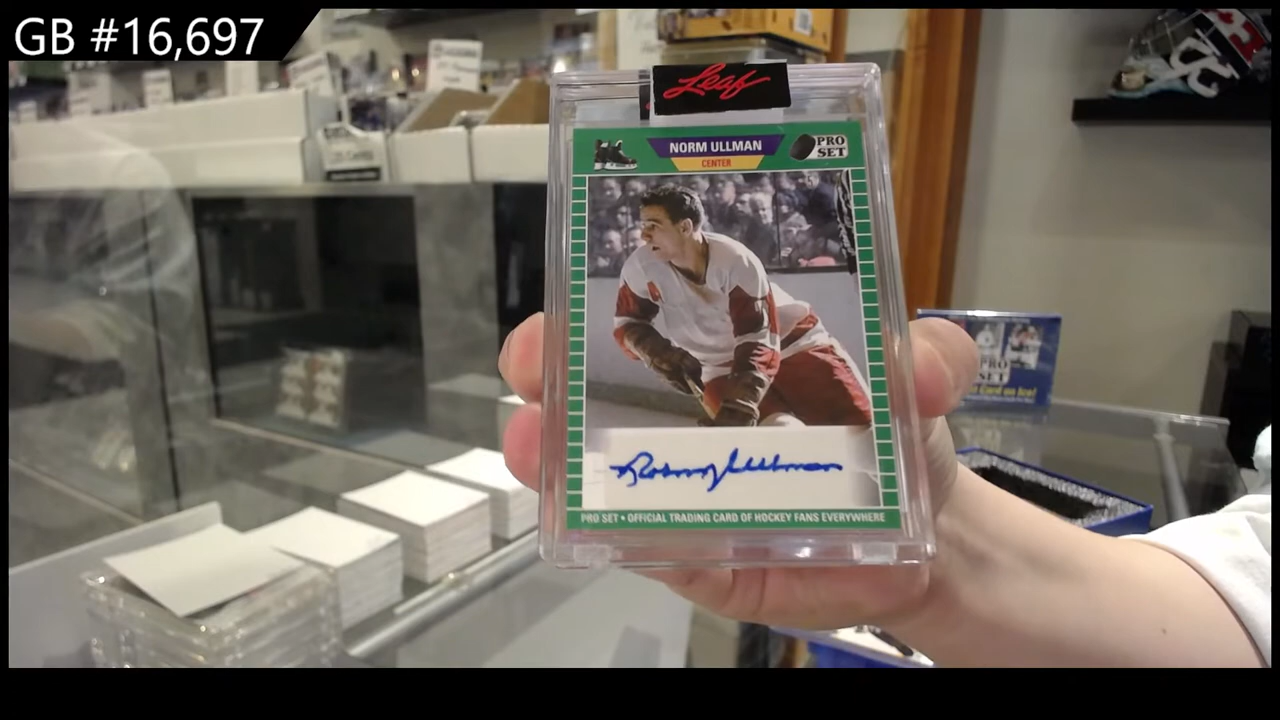 GB #16,697
Leaf
NORM ULLMAN
CENTER
PRO
SET
Norm Ullman
PRO SET • OFFICIAL TRADING CARD OF HOCKEY FANS EVERYWHERE
PRO
SET